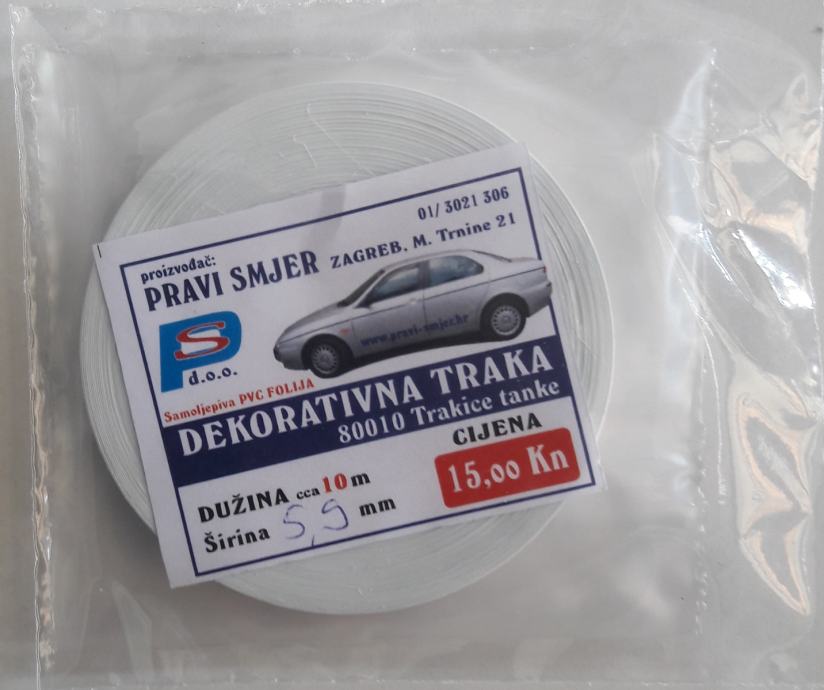 01/ 3021 306
proizvođač:
PRAVI SMJER ZAGREB. M. Trnine 21
PS
d.o.o.
www.pravi-smjer.hr
Samoljepiva PVC FOLIJA
DEKORATIVNA TRAKA
80010 Trakice tanke
CIJENA
15,00 Kn
DUŽINA cca 10 m
Širina 5,9 mm